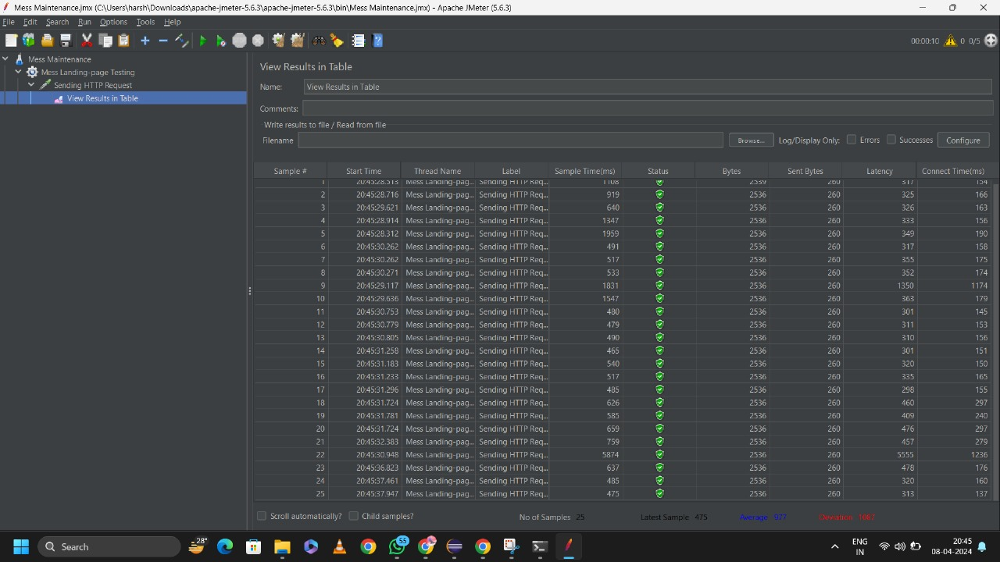 Mess Maintenance.jmx (C:\Users\harsh\Downloads\apache-jmeter-5.6.3\apache-jmeter-5.6.3\bin\Mess Maintenance.jmx) - Apache JMeter (5.6.3)
File Edit Search Run Options Tools Help
00:00:10 0 0/5
Mess Maintenance
Mess Landing-page Testing
Sending HTTP Request
View Results in Table
View Results in Table
Name: View Results in Table
Comments:
Write results to file / Read from file
Filename Browse... Log/Display Only: Errors Successes Configure
Sample # Start Time Thread Name Label Sample Time(ms) Status Bytes Sent Bytes Latency Connect Time(ms)
1 20:45:28.513 Mess Landing-pag... Sending HTTP Req... 1108 2539 260 317 154
2 20:45:28.716 Mess Landing-pag... Sending HTTP Req... 919 2536 260 325 166
3 20:45:29.621 Mess Landing-pag... Sending HTTP Req... 640 2536 260 326 163
4 20:45:28.914 Mess Landing-pag... Sending HTTP Req... 1347 2536 260 333 156
5 20:45:28.312 Mess Landing-pag... Sending HTTP Req... 1959 2536 260 349 190
6 20:45:30.262 Mess Landing-pag... Sending HTTP Req... 491 2536 260 317 158
7 20:45:30.262 Mess Landing-pag... Sending HTTP Req... 517 2536 260 355 175
8 20:45:30.271 Mess Landing-pag... Sending HTTP Req... 533 2536 260 352 174
9 20:45:29.117 Mess Landing-pag... Sending HTTP Req... 1831 2536 260 1350 1174
10 20:45:29.636 Mess Landing-pag... Sending HTTP Req... 1547 2536 260 363 179
11 20:45:30.753 Mess Landing-pag... Sending HTTP Req... 480 2536 260 301 145
12 20:45:30.779 Mess Landing-pag... Sending HTTP Req... 479 2536 260 311 153
13 20:45:30.805 Mess Landing-pag... Sending HTTP Req... 490 2536 260 310 156
14 20:45:31.258 Mess Landing-pag... Sending HTTP Req... 465 2536 260 301 151
15 20:45:31.183 Mess Landing-pag... Sending HTTP Req... 540 2536 260 320 150
16 20:45:31.233 Mess Landing-pag... Sending HTTP Req... 517 2536 260 335 165
17 20:45:31.296 Mess Landing-pag... Sending HTTP Req... 485 2536 260 298 155
18 20:45:31.724 Mess Landing-pag... Sending HTTP Req... 626 2536 260 460 297
19 20:45:31.781 Mess Landing-pag... Sending HTTP Req... 585 2536 260 409 240
20 20:45:31.724 Mess Landing-pag... Sending HTTP Req... 659 2536 260 476 297
21 20:45:32.383 Mess Landing-pag... Sending HTTP Req... 759 2536 260 457 279
22 20:45:30.948 Mess Landing-pag... Sending HTTP Req... 5874 2536 260 5555 1236
23 20:45:36.823 Mess Landing-pag... Sending HTTP Req... 637 2536 260 478 176
24 20:45:37.461 Mess Landing-pag... Sending HTTP Req... 485 2536 260 320 160
25 20:45:37.947 Mess Landing-pag... Sending HTTP Req... 475 2536 260 313 137
Scroll automatically? Child samples? No of Samples 25 Latest Sample 475 Average 977 Deviation 1087
Search 28° 55 ENG IN 20:45 08-04-2024